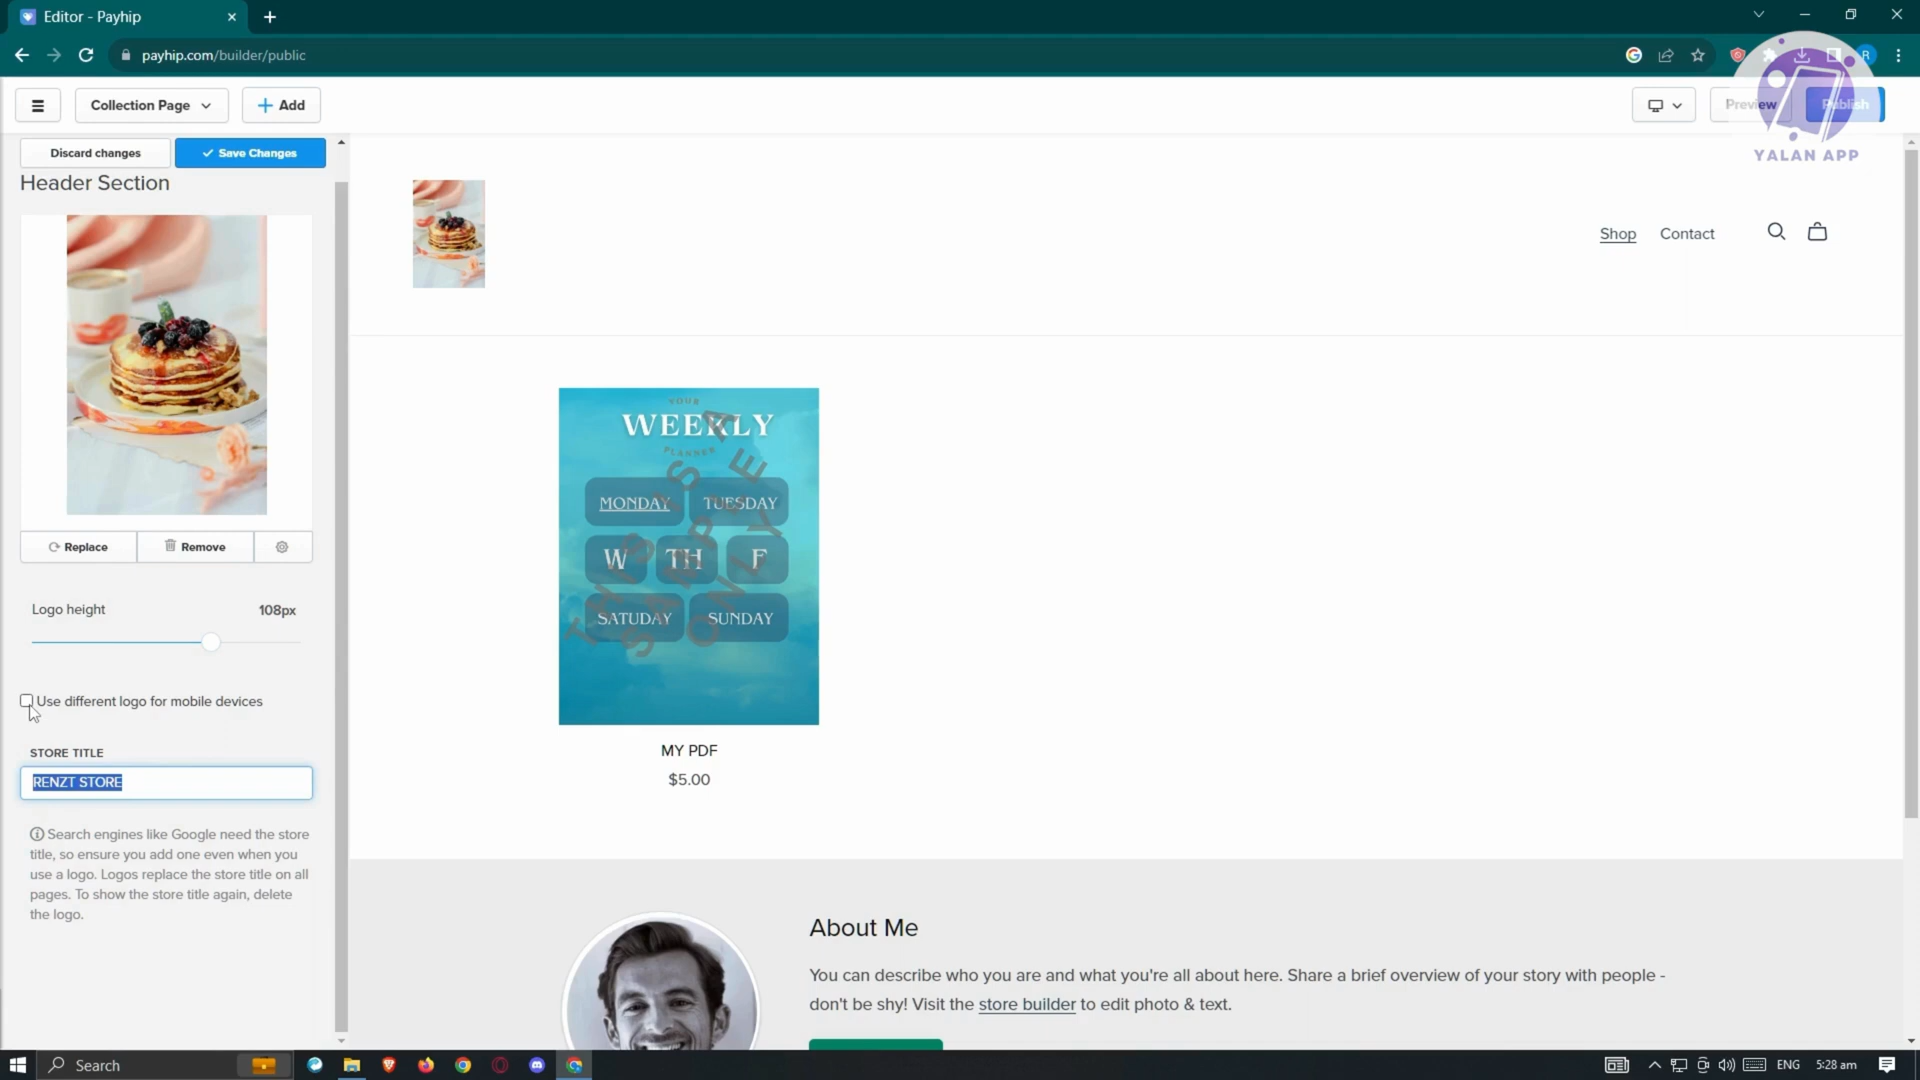 Editor - Payhip
payhip.com/builder/public
R
Collection Page
Add
Preview
Publish
YALAN APP
Discard changes
Save Changes
Header Section
Shop
Contact
Replace
Remove
Logo height
108px
Use different logo for mobile devices
STORE TITLE
RENZT STORE
Search engines like Google need the store
title, so ensure you add one even when you
use a logo. Logos replace the store title on all
pages. To show the store title again, delete
the logo.
YOUR
WEEKLY
PLANNER
MONDAY
TUESDAY
W
TH
F
SATUDAY
SUNDAY
THIS IS A
SAMPLE
ONLY
MY PDF
$5.00
About Me
You can describe who you are and what you're all about here. Share a brief overview of your story with people -
don't be shy! Visit the store builder to edit photo & text.
Search
ENG
5:28 am